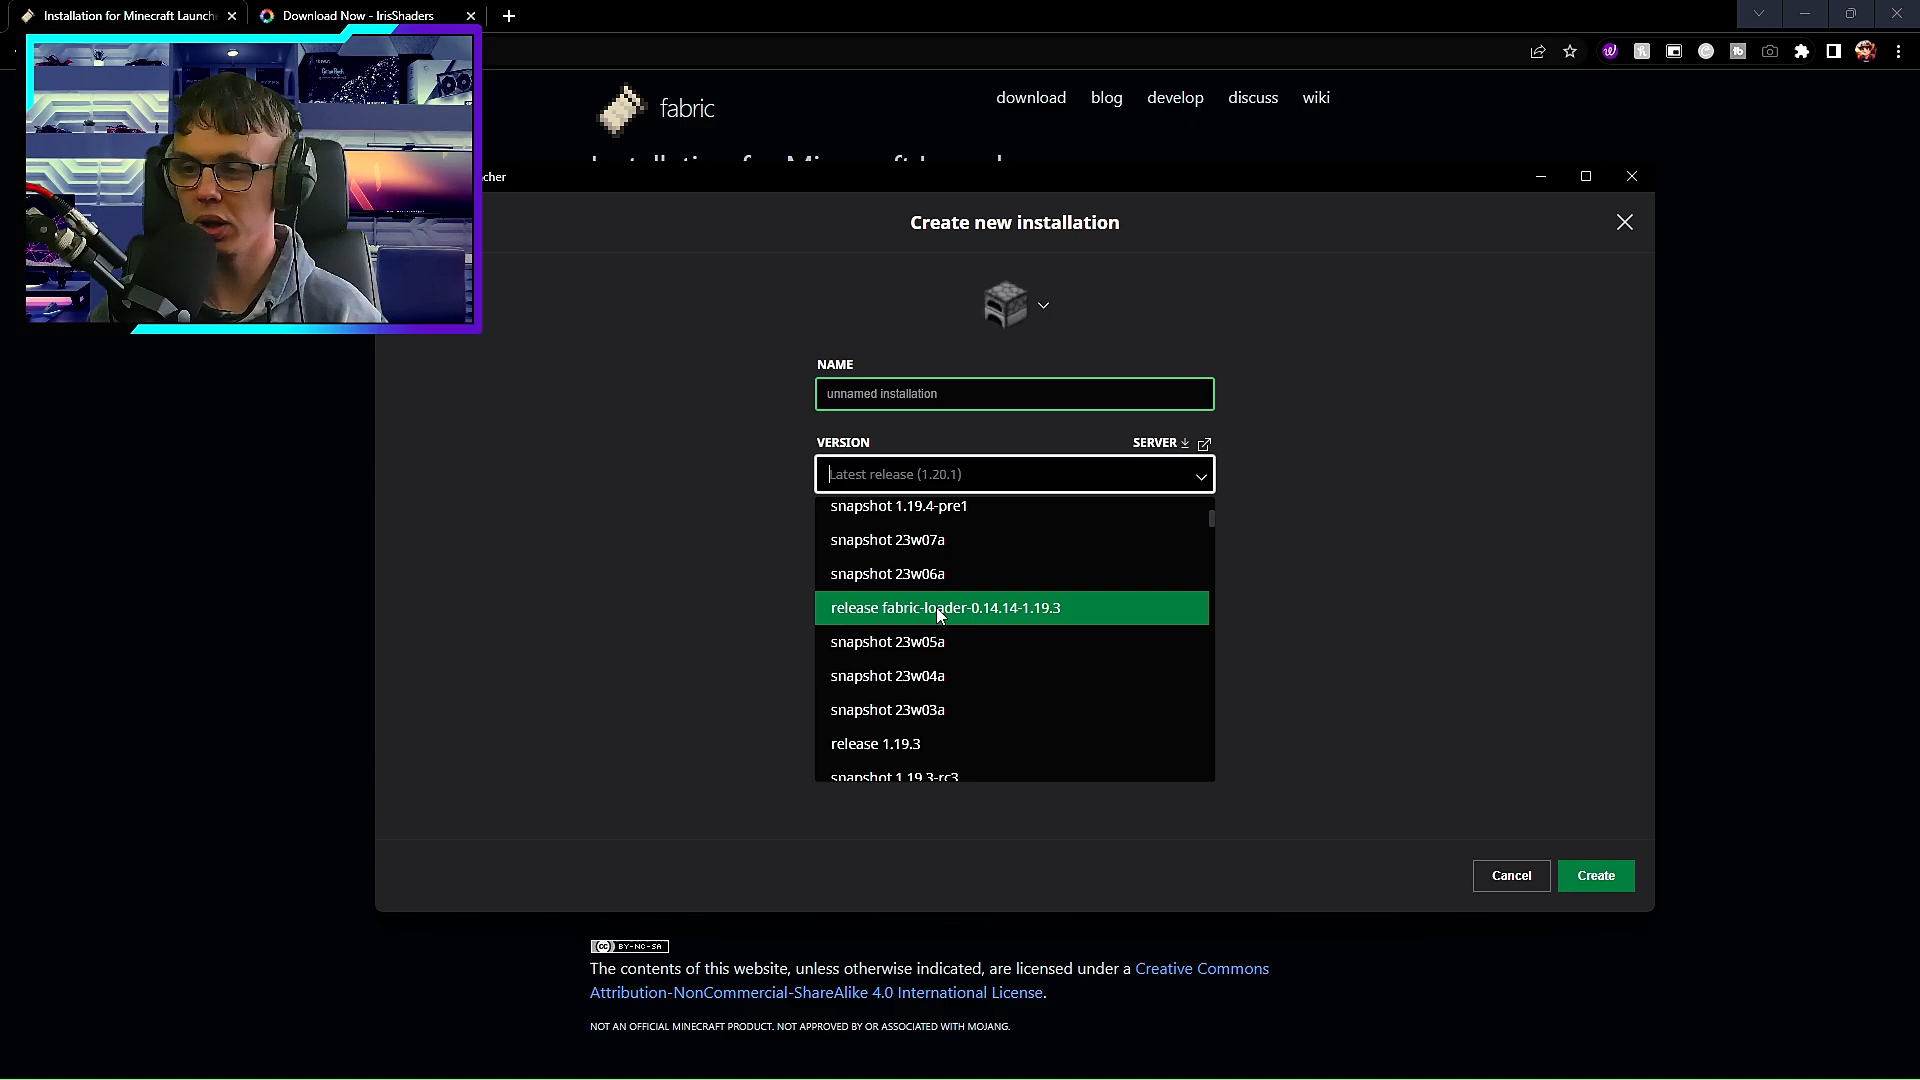 Installation for Minecraft Launche
Download Now - IrisShaders
fabric
download
blog
develop
discuss
wiki
cher
Create new installation
NAME
unnamed installation
VERSION
SERVER
Latest release (1.20.1)
snapshot 1.19.4-pre1
snapshot 23w07a
snapshot 23w06a
release fabric-loader-0.14.14-1.19.3
snapshot 23w05a
snapshot 23w04a
snapshot 23w03a
release 1.19.3
snapshot 1.19.3-rc3
Cancel
Create
BY-NC-SA
The contents of this website, unless otherwise indicated, are licensed under a Creative Commons
Attribution-NonCommercial-ShareAlike 4.0 International License.
NOT AN OFFICIAL MINECRAFT PRODUCT. NOT APPROVED BY OR ASSOCIATED WITH MOJANG.